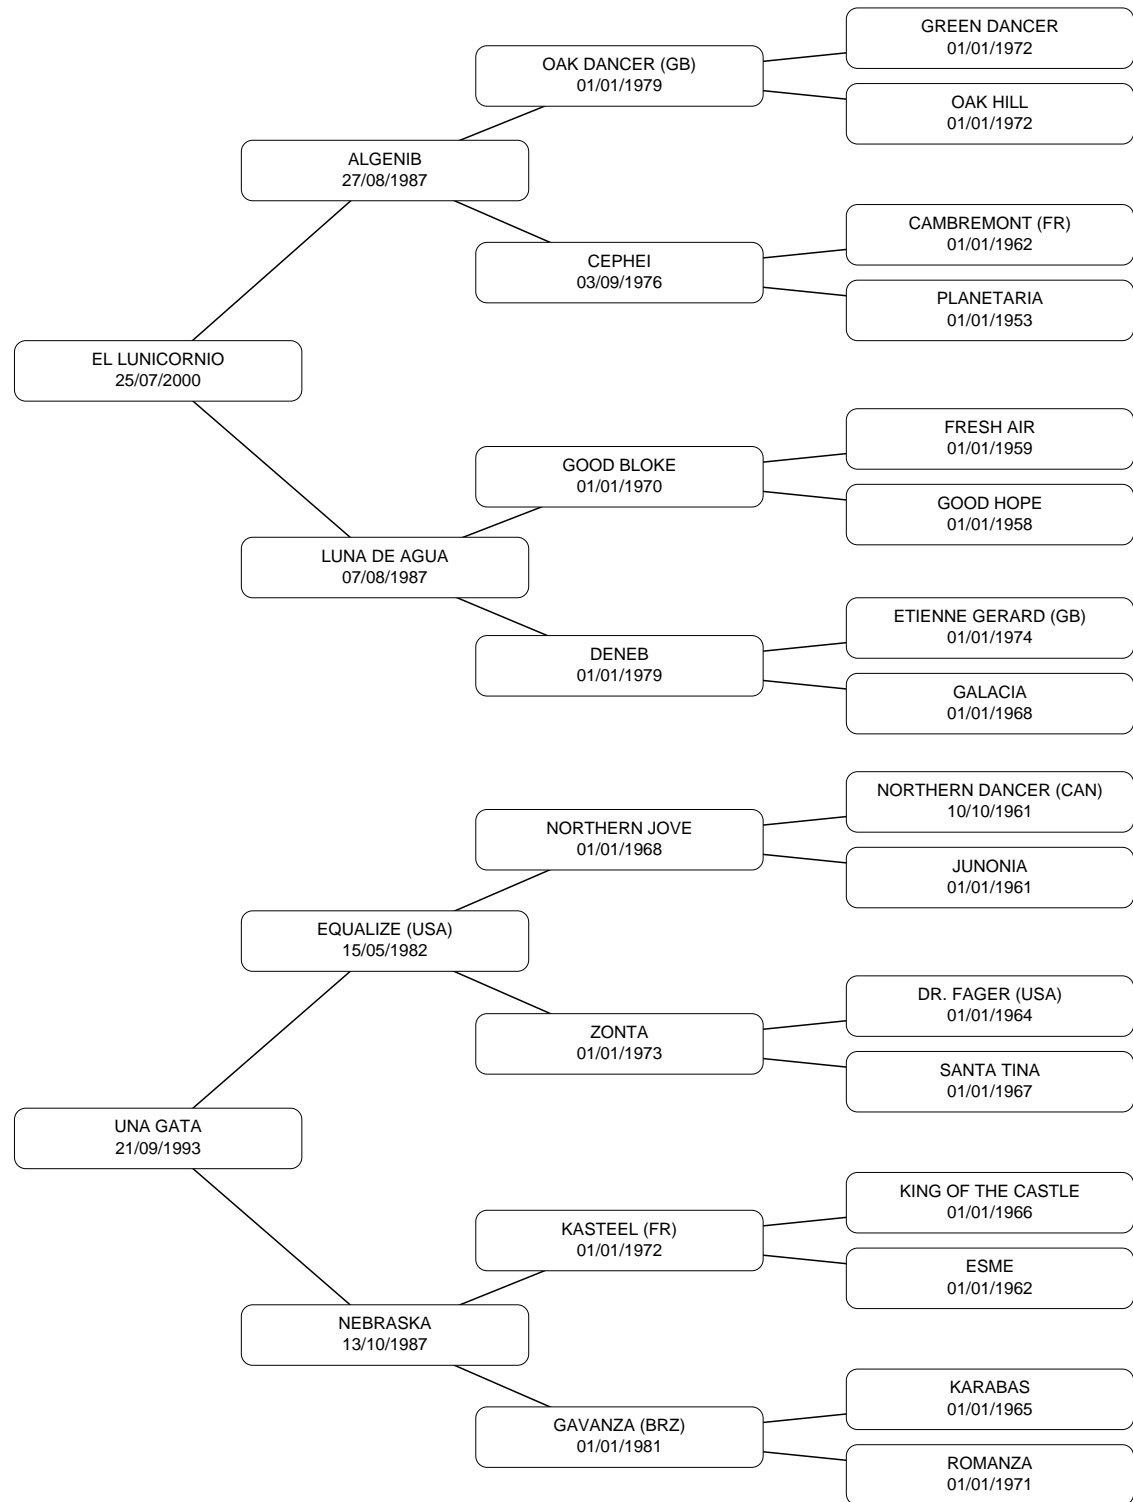 GREEN DANCER
01/01/1972
OAK DANCER (GB)
01/01/1979
OAK HILL
01/01/1972
ALGENIB
27/08/1987
CAMBREMONT (FR)
01/01/1962
CEPHEI
03/09/1976
PLANETARIA
01/01/1953
EL LUNICORNIO
25/07/2000
FRESH AIR
01/01/1959
GOOD BLOKE
01/01/1970
GOOD HOPE
01/01/1958
LUNA DE AGUA
07/08/1987
ETIENNE GERARD (GB)
01/01/1974
DENEB
01/01/1979
GALACIA
01/01/1968
NORTHERN DANCER (CAN)
10/10/1961
NORTHERN JOVE
01/01/1968
JUNONIA
01/01/1961
EQUALIZE (USA)
15/05/1982
DR. FAGER (USA)
01/01/1964
ZONTA
01/01/1973
SANTA TINA
01/01/1967
UNA GATA
21/09/1993
KING OF THE CASTLE
01/01/1966
KASTEEL (FR)
01/01/1972
ESME
01/01/1962
NEBRASKA
13/10/1987
KARABAS
01/01/1965
GAVANZA (BRZ)
01/01/1981
ROMANZA
01/01/1971